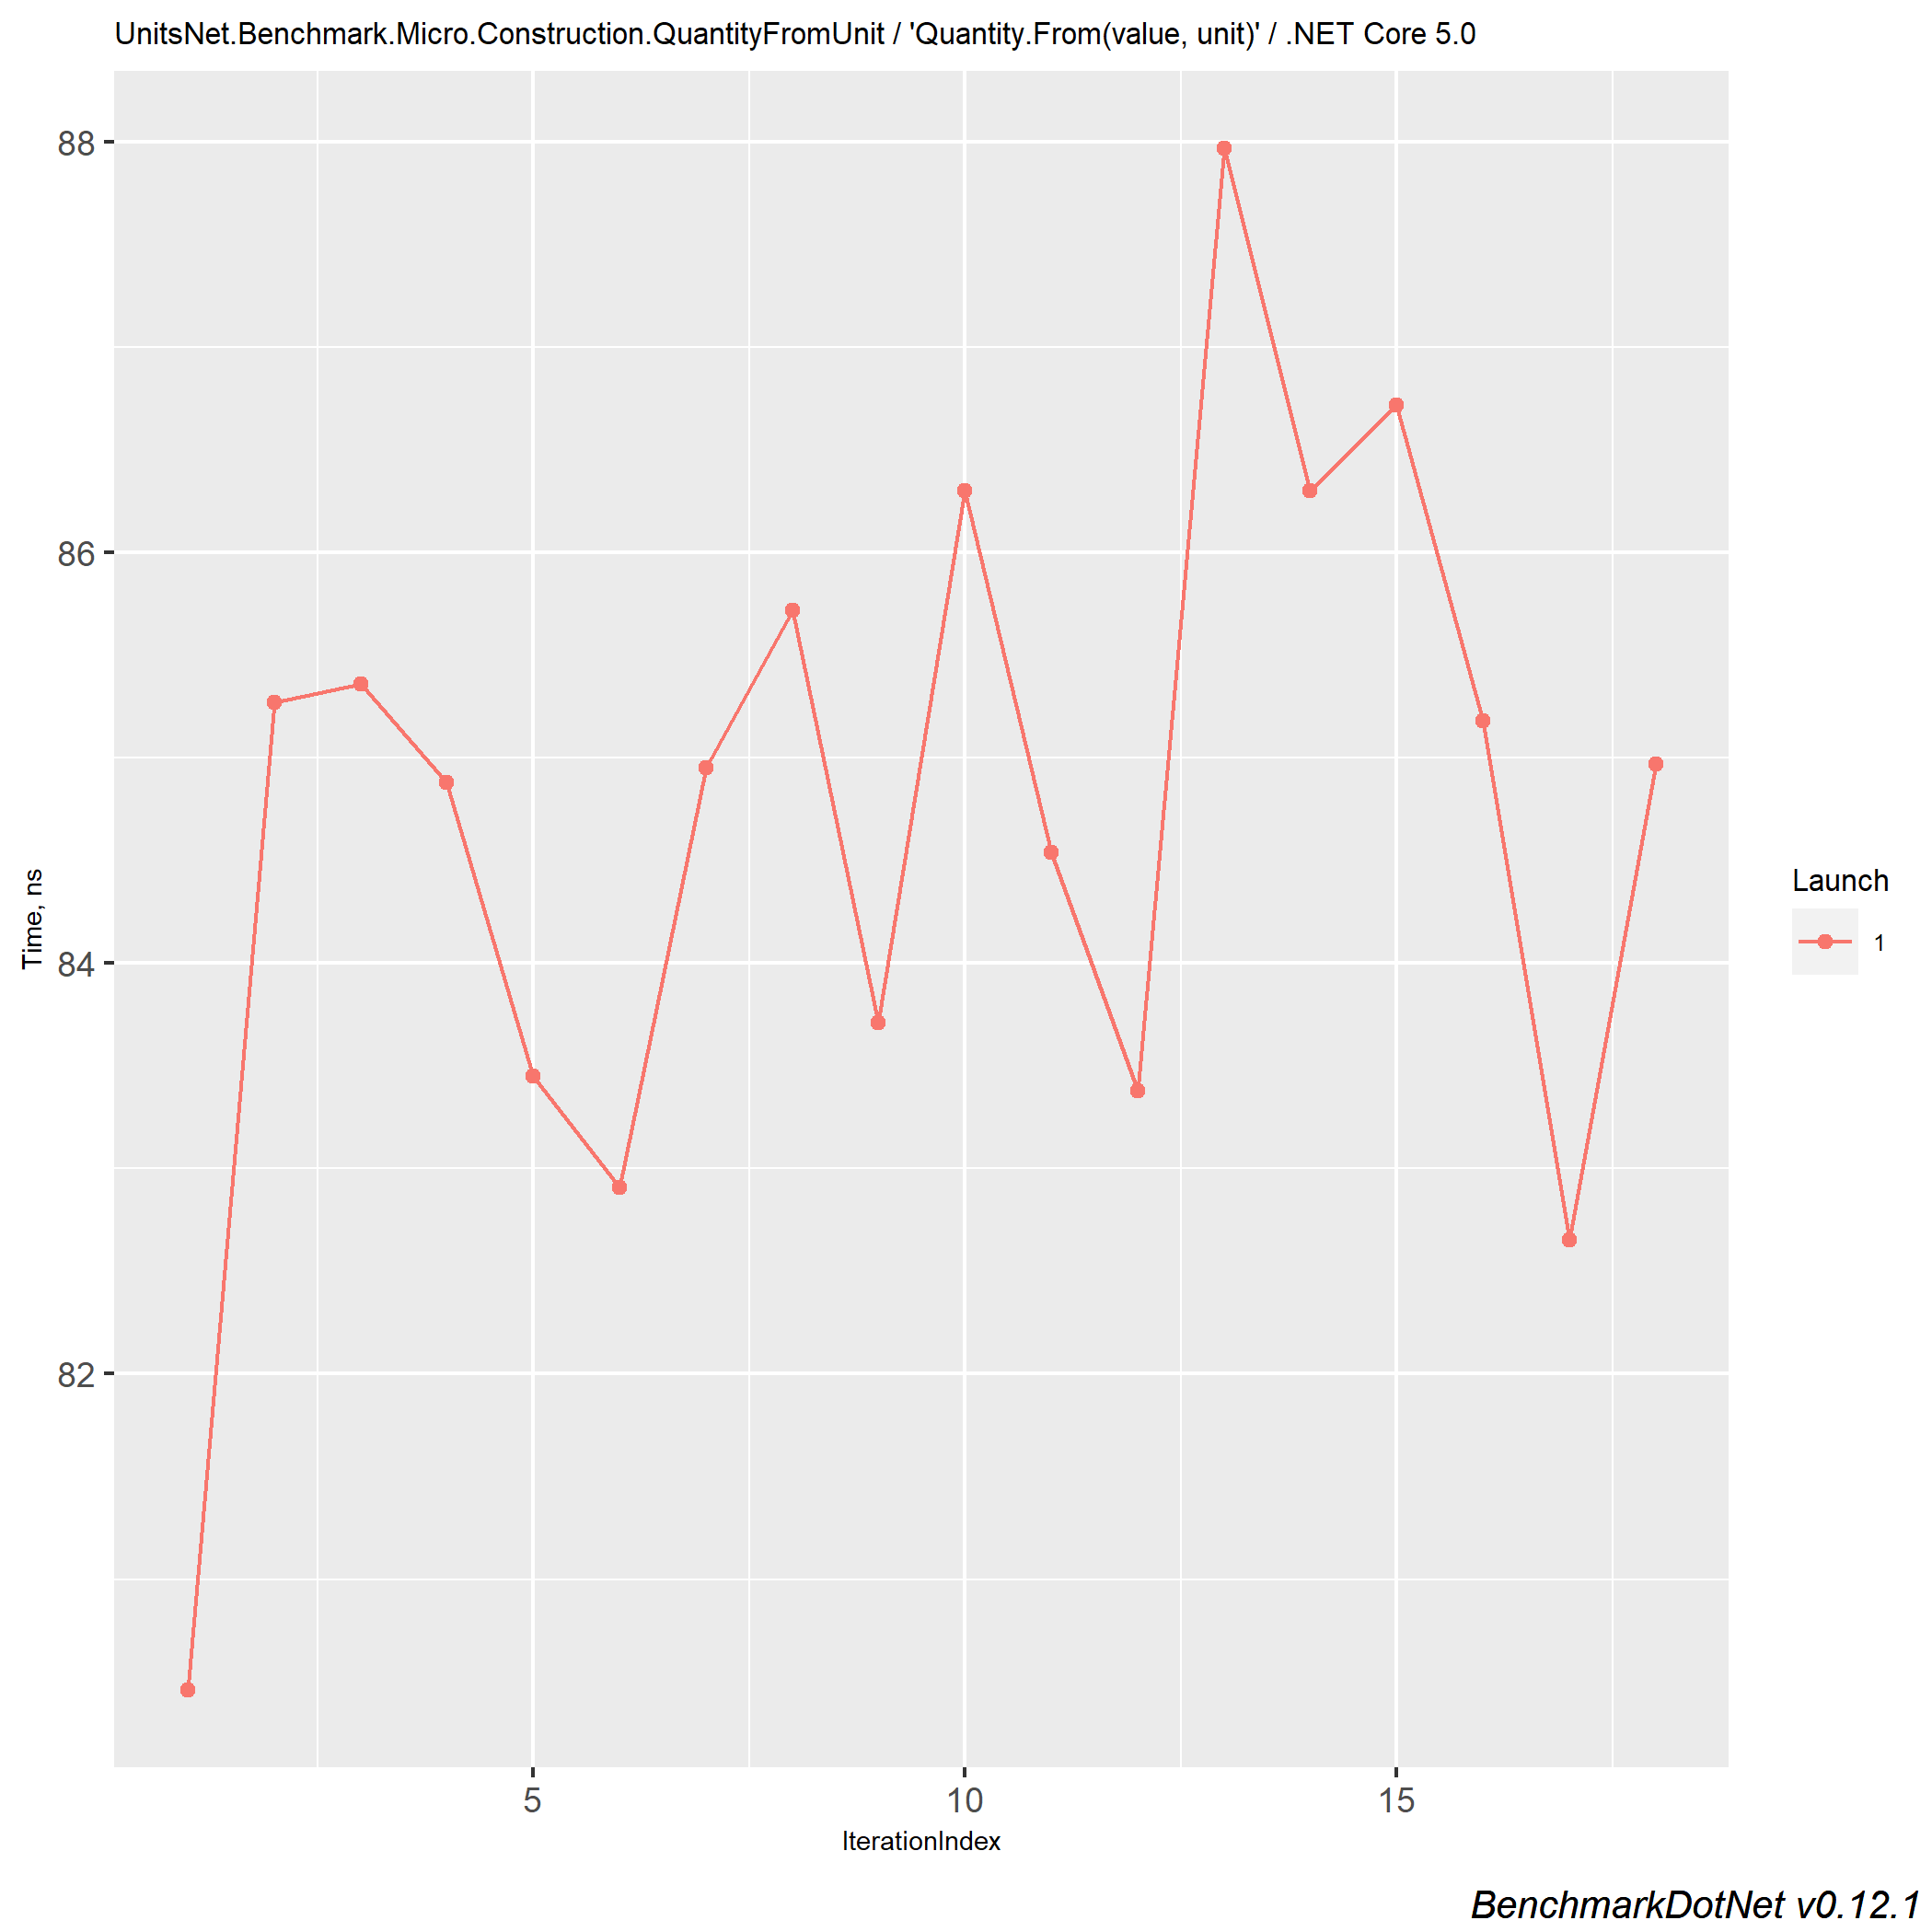 UnitsNet.Benchmark.Micro.Construction.QuantityFromUnit / 'Quantity.From(value, unit)' / .NET Core 5.0
88
86
84
82
Time, ns
5
10
15
IterationIndex
Launch
1
BenchmarkDotNet v0.12.1